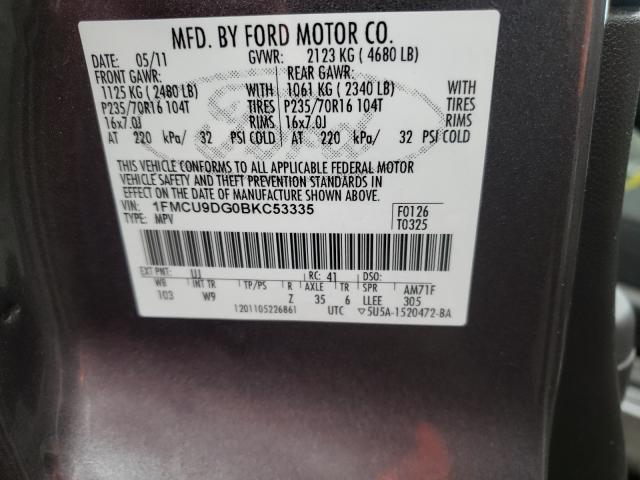 MFD. BY FORD MOTOR CO.
DATE: 05/11 GVWR: 2123 KG ( 4680 LB)
FRONT GAWR: REAR GAWR:
1125 KG ( 2480 LB) WITH 1061 KG ( 2340 LB) WITH
P235/70R16 104T TIRES P235/70R16 104T TIRES
16x7.0J RIMS 16x7.0J RIMS
AT 220 kPa/ 32 PSI COLD AT 220 kPa/ 32 PSI COLD
THIS VEHICLE CONFORMS TO ALL APPLICABLE FEDERAL MOTOR
VEHICLE SAFETY AND THEFT PREVENTION STANDARDS IN
EFFECT ON THE DATE OF MANUFACTURE SHOWN ABOVE.
VIN: 1FMCU9DG0BKC53335 F0126
TYPE: MPV T0325
EXT PNT: UJ RC: 41 DSO:
WB INT TR TP/PS R AXLE TR SPR AM71F
103 W9 Z 35 6 LLEE 305
1201105226861 UTC ▽5U5A-1520472-BA